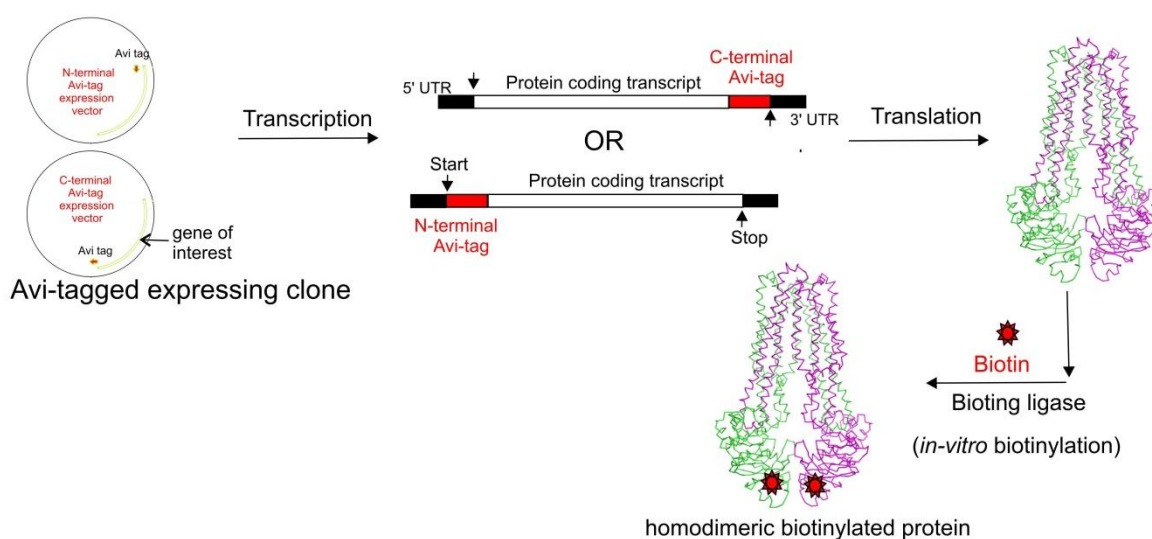 Avi tag
N-terminal
Avi-tag
expression
vector
C-terminal
Avi-tag
expression
vector
Avi tag
gene of
interest
Avi-tagged expressing clone
Transcription
5' UTR
Protein coding transcript
C-terminal
Avi-tag
3' UTR
OR
Start
Protein coding transcript
N-terminal
Avi-tag
Stop
Translation
Biotin
Bioting ligase
(in-vitro biotinylation)
homodimeric biotinylated protein